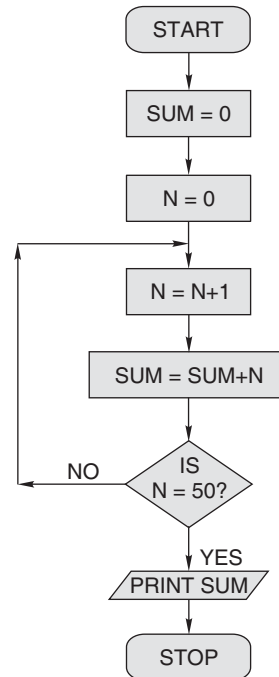 START
SUM = 0
N = 0
N = N+1
SUM = SUM+N
IS
N = 50?
NO
YES
PRINT SUM
STOP